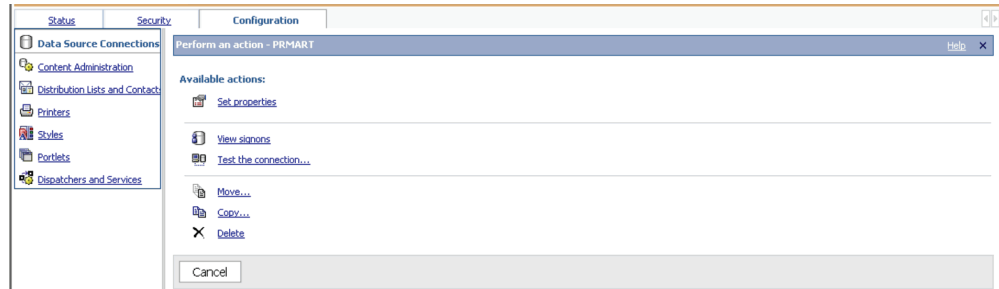 Status
Security
Configuration
Data Source Connections
Content Administration
Distribution Lists and Contact
Printers
Styles
Portlets
Dispatchers and Services
Perform an action - PRMART
Help
Available actions:
Set properties
View signons
Test the connection...
Move...
Copy...
Delete
Cancel